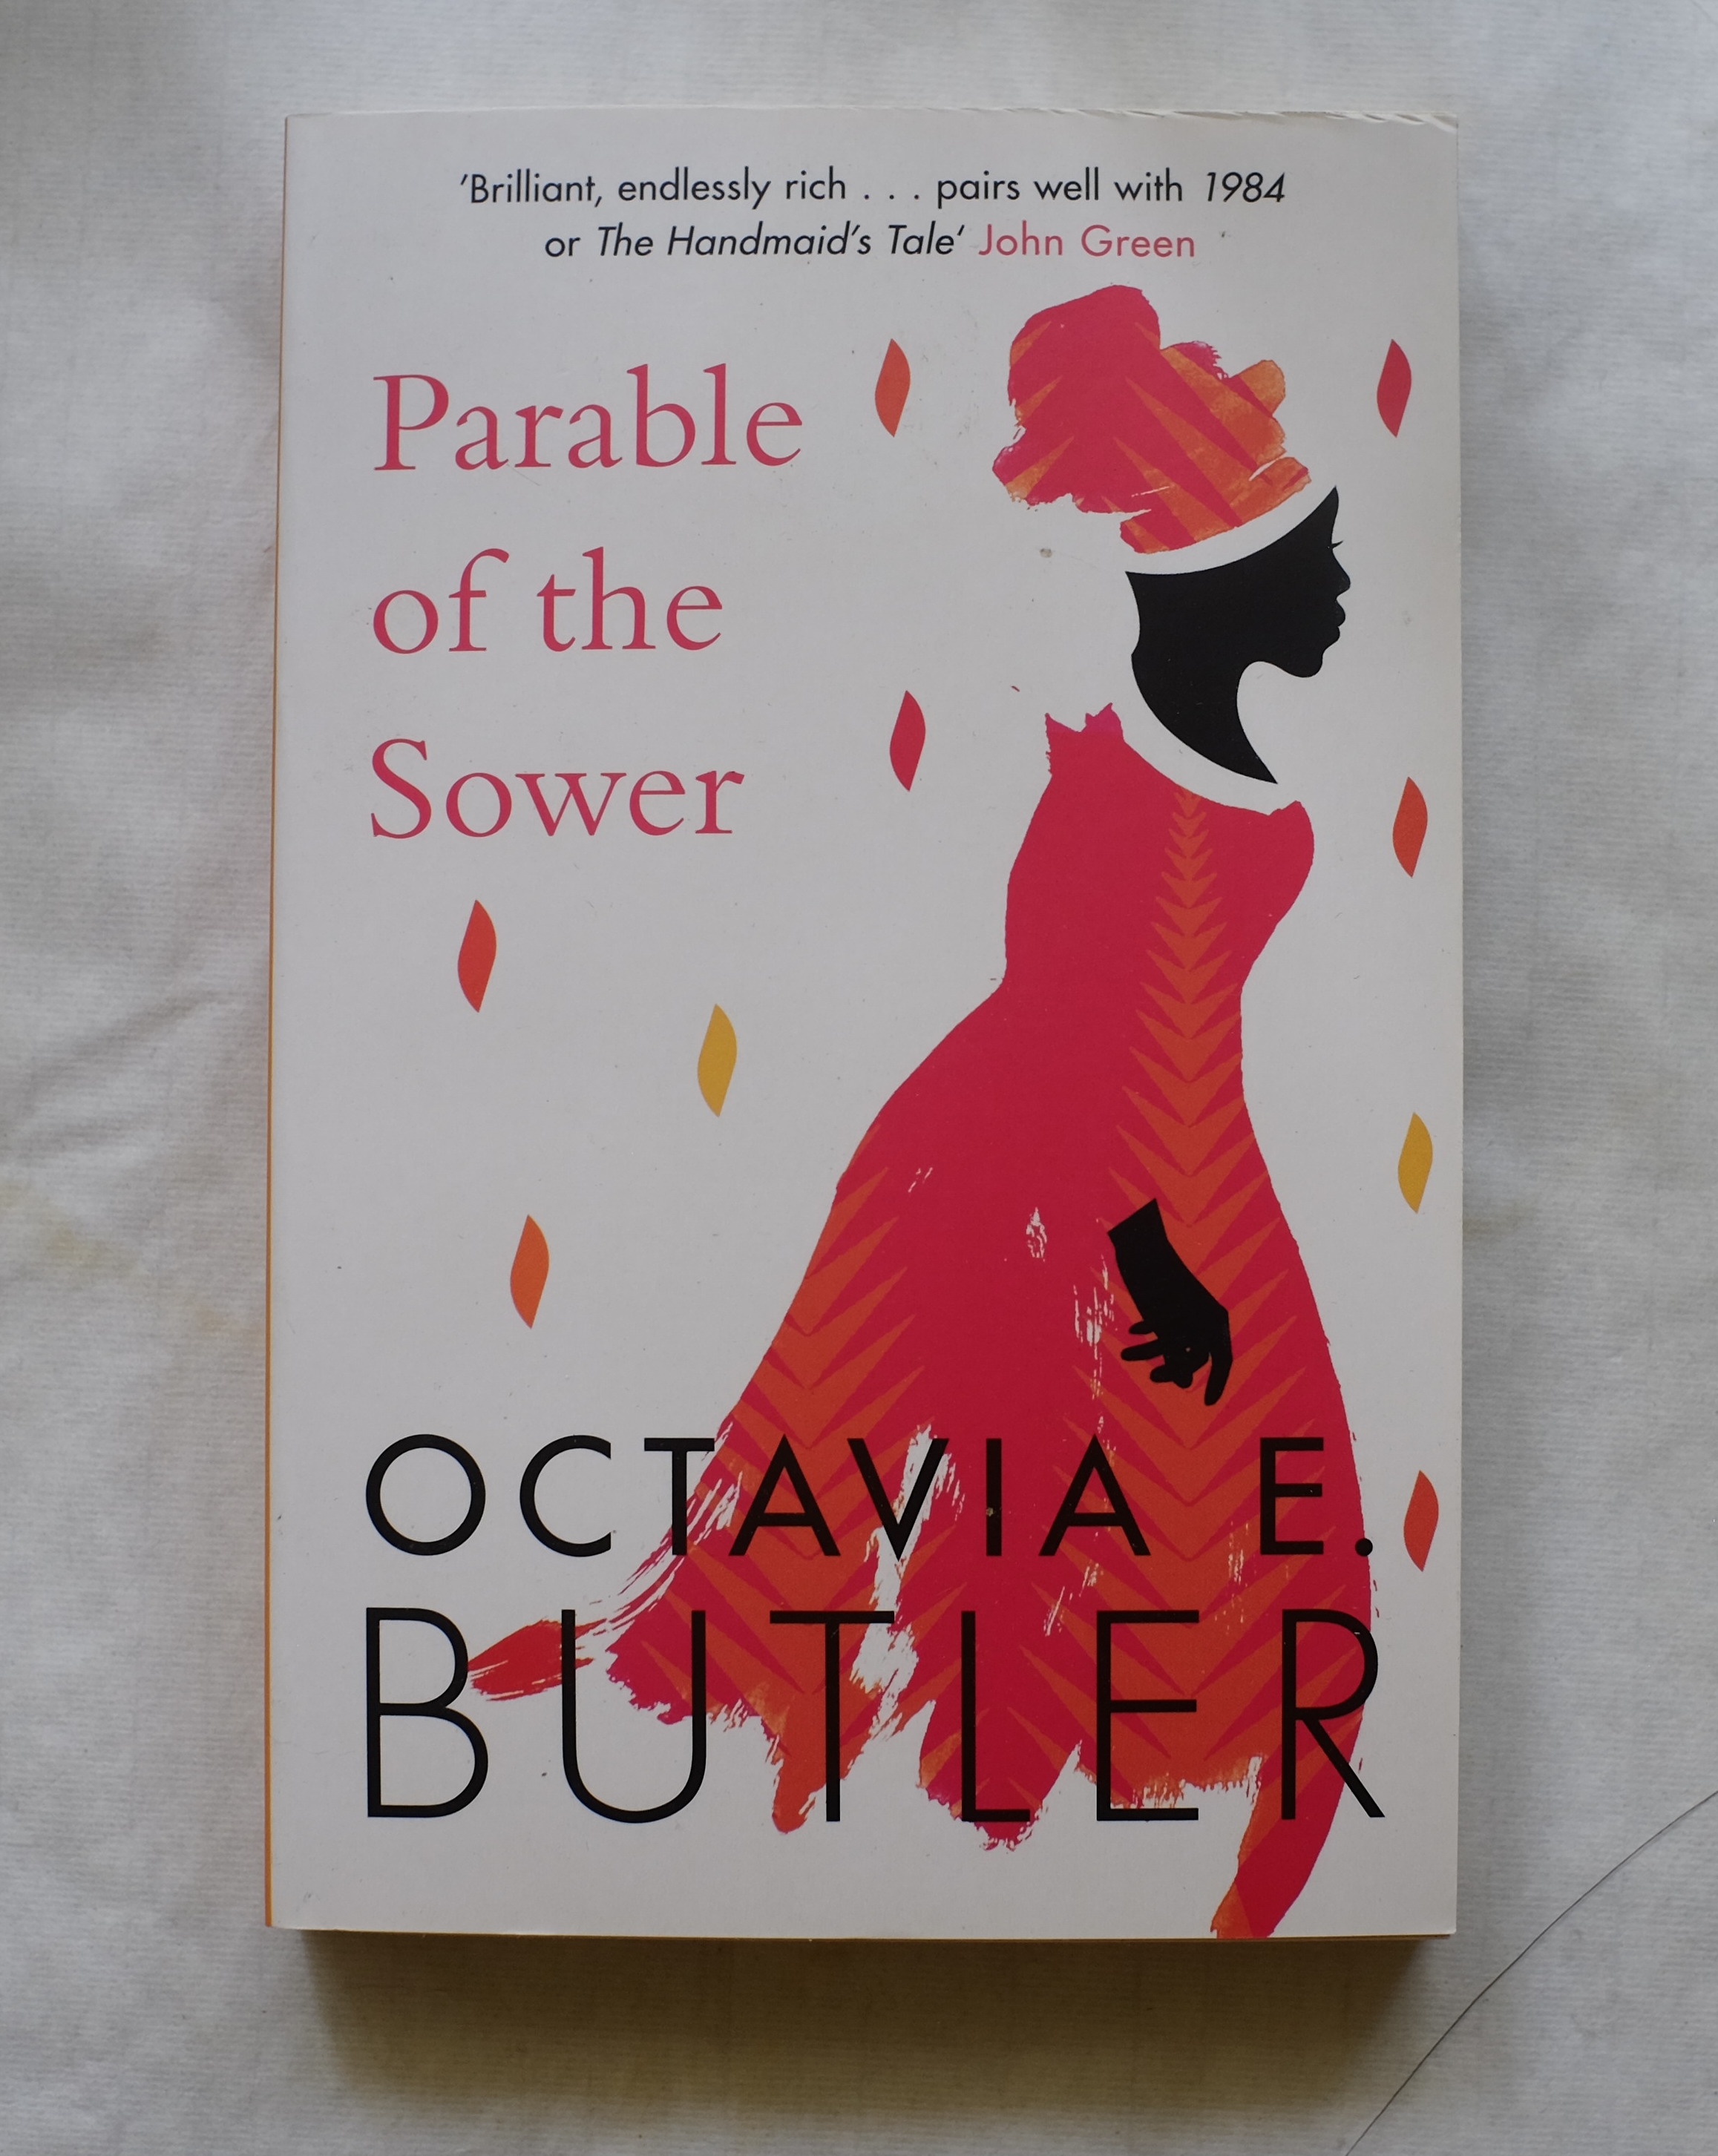 ‘Brilliant, endlessly rich . . . pairs well with 1984
or The Handmaid’s Tale‘ John Green
Parable
of the
Sower
OCTAVIA E.
BUTLER